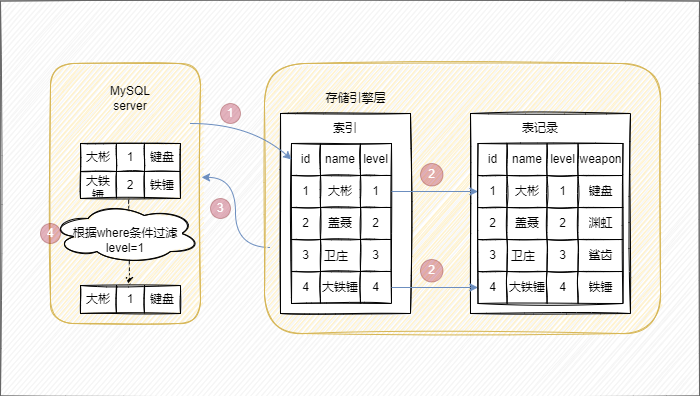 MySQL
server
大彬 1 键盘
大铁锤 2 铁锤
4
根据where条件过滤
level=1
大彬 1 键盘
1
3
存储引擎层
索引
id name level
1 大彬 1
2 盖聂 2
3 卫庄 3
4 大铁锤 4
2
2
表记录
id name level weapon
1 大彬 1 键盘
2 盖聂 2 渊虹
3 卫庄 3 鲨齿
4 大铁锤 4 铁锤